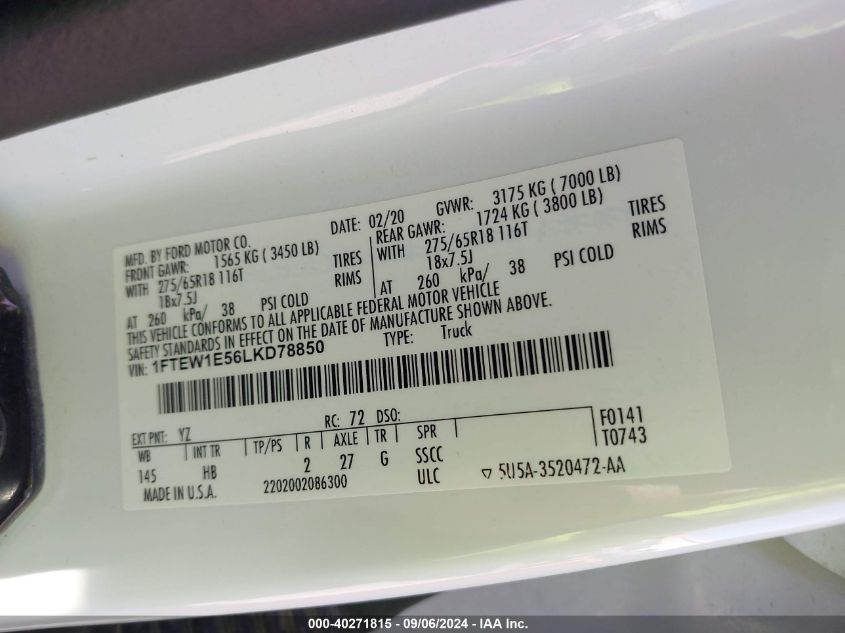 MFD. BY FORD MOTOR CO. DATE: 02/20 GVWR: 3175 KG ( 7000 LB)
FRONT GAWR: 1565 KG ( 3450 LB) REAR GAWR: 1724 KG ( 3800 LB)
WITH 275/65R18 116T TIRES WITH 275/65R18 116T TIRES
18x7.5J RIMS 18x7.5J RIMS
AT 260 kPa/ 38 PSI COLD AT 260 kPa/ 38 PSI COLD
THIS VEHICLE CONFORMS TO ALL APPLICABLE FEDERAL MOTOR VEHICLE
SAFETY STANDARDS IN EFFECT ON THE DATE OF MANUFACTURE SHOWN ABOVE.
VIN: 1FTEW1E56LKD78850 TYPE: Truck
EXT PNT: YZ RC: 72 DSO: F0141
WB INT TR TP/PS R AXLE TR SPR T0743
145 HB 2 27 G SSCC
MADE IN U.S.A. 2202002086300 ULC ▽ 5U5A-3520472-AA
000-40271815 - 09/06/2024 - IAA Inc.